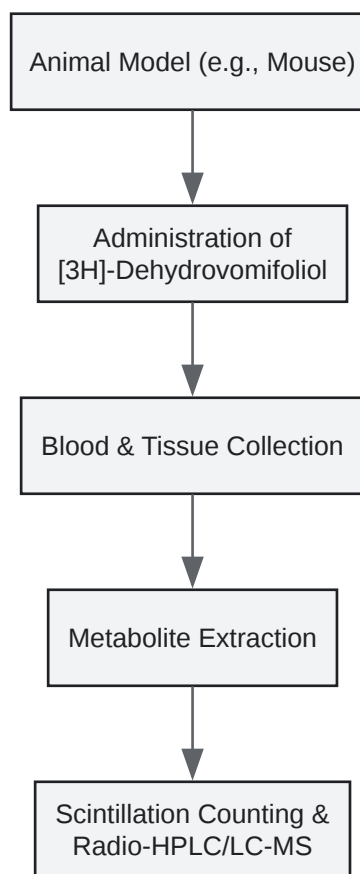 Animal Model (e.g., Mouse)
Administration of
[3H]-Dehydrovomifoliol
Blood & Tissue Collection
Metabolite Extraction
Scintillation Counting &
Radio-HPLC/LC-MS